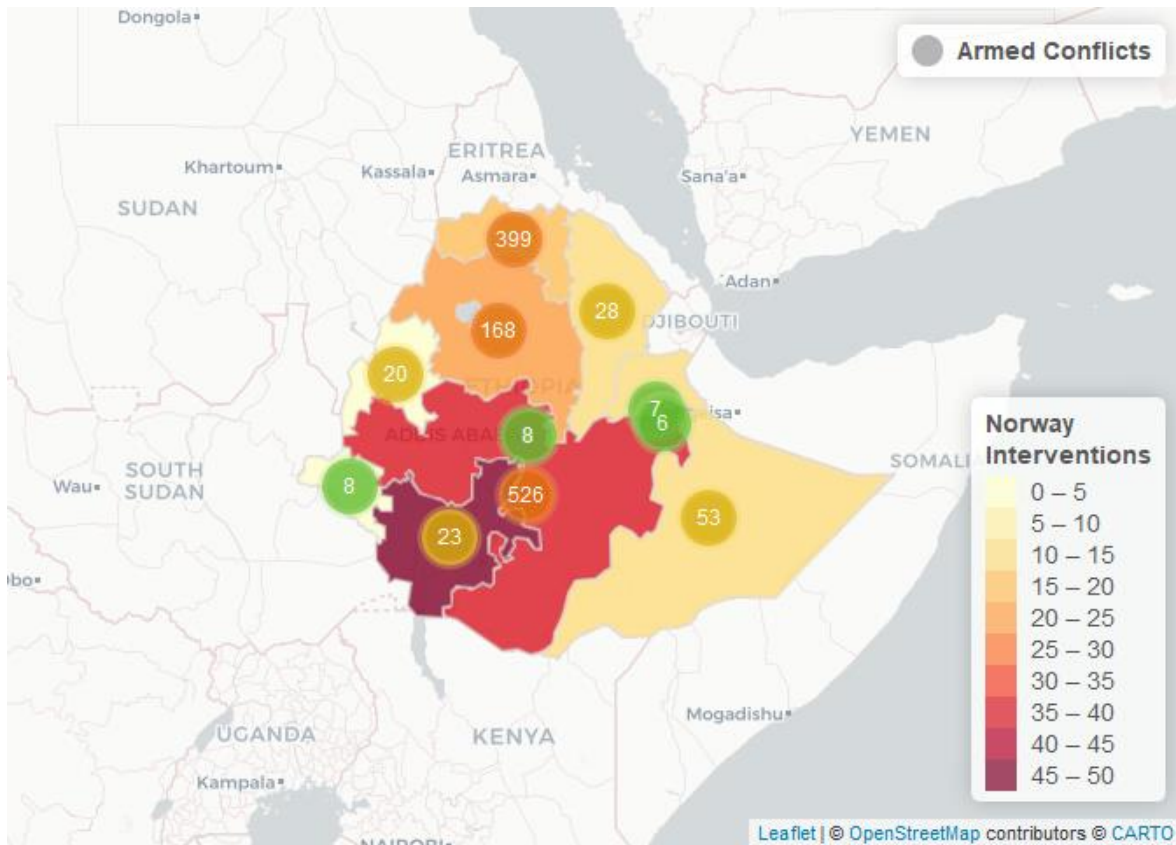 Dongola
Armed Conflicts
YEMEN
ERITREA
Khartoum
Kassala
Asmara
Sana'a
SUDAN
399
'Adan
28
168
DJIBOUTI
ETHIOPIA
20
7
6
8
Norway
Interventions
0 – 5
5 – 10
10 – 15
15 – 20
20 – 25
25 – 30
30 – 35
35 – 40
40 – 45
45 – 50
SOUTH
SUDAN
Wau
8
526
53
23
Mogadishu
UGANDA
KENYA
Kampala
Leaflet | © OpenStreetMap contributors © CARTO